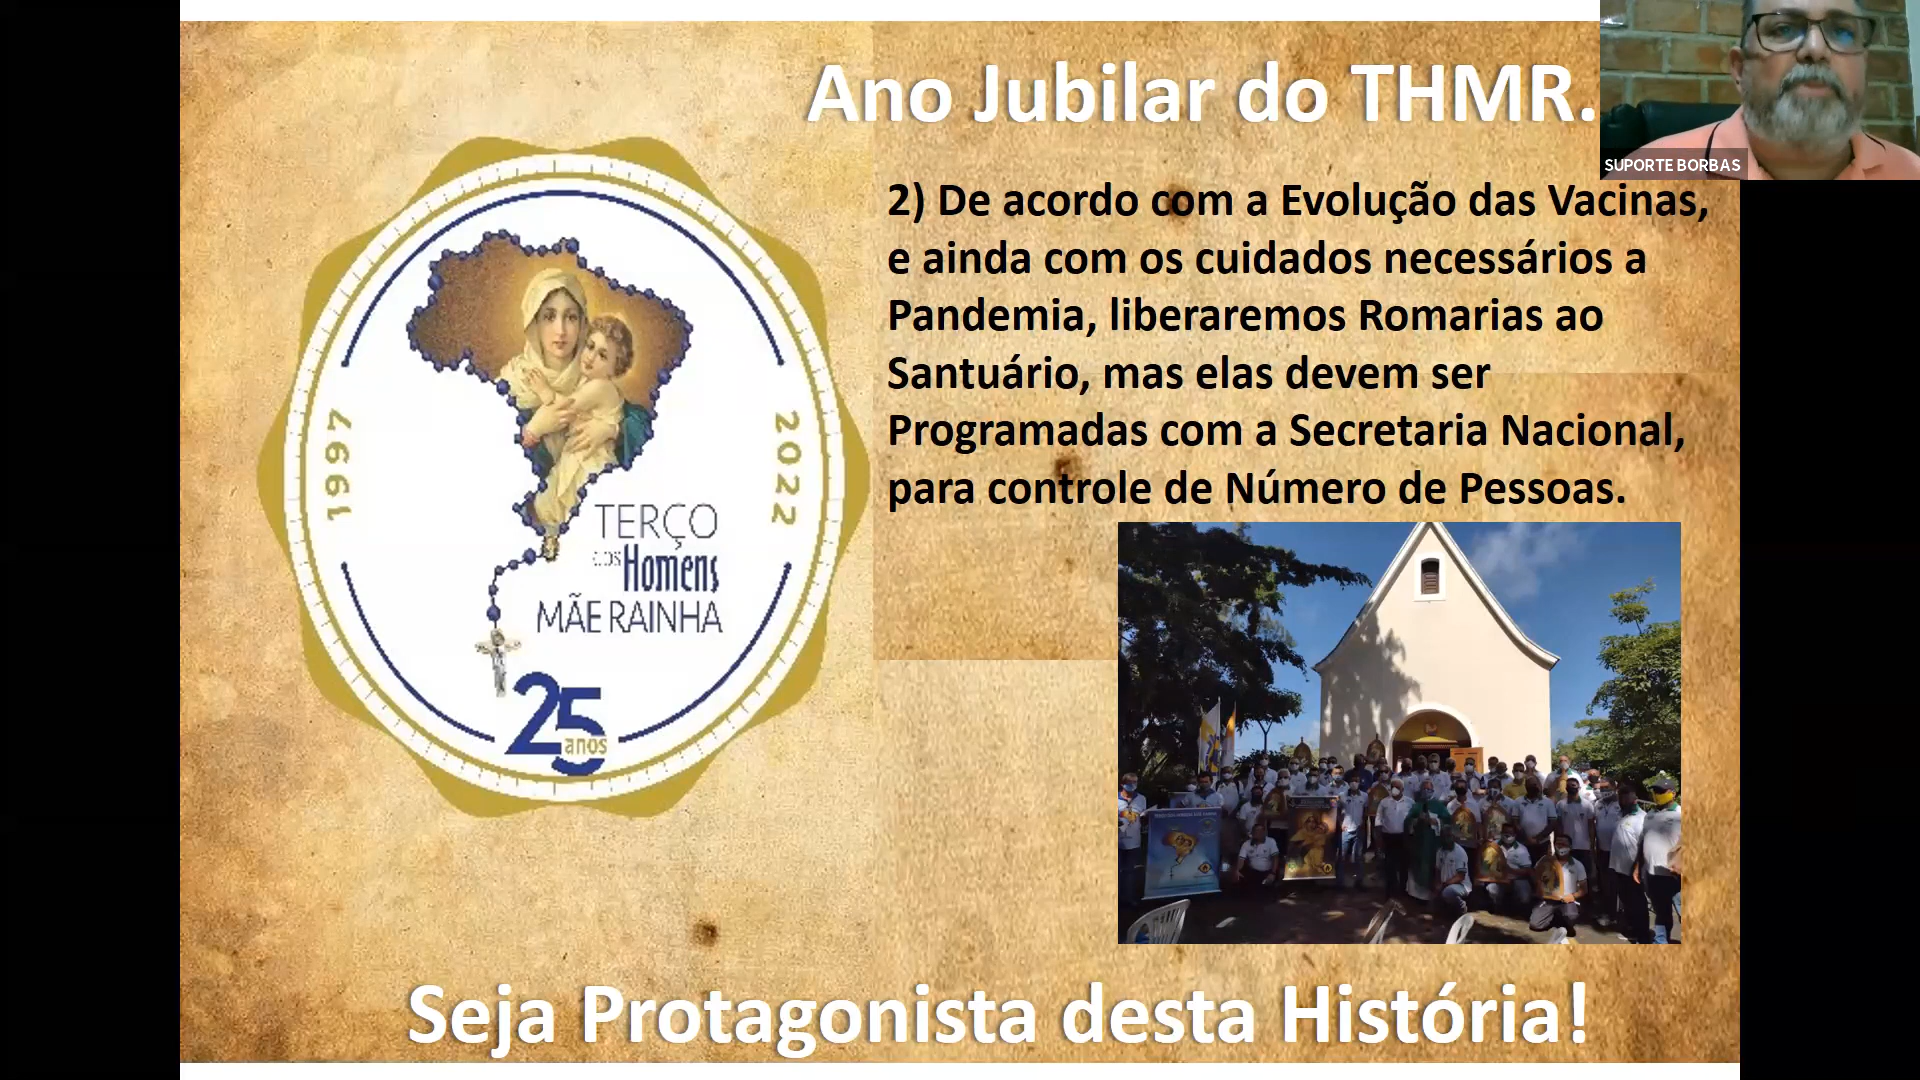 Ano Jubilar do THMR.
SUPORTE BORBAS
2) De acordo com a Evolução das Vacinas,
e ainda com os cuidados necessários a
Pandemia, liberaremos Romarias ao
Santuário, mas elas devem ser
Programadas com a Secretaria Nacional,
para controle de Número de Pessoas.
1997
2022
TERÇO
DOS Homens
MÃE RAINHA
25
anos
Seja Protagonista desta História!